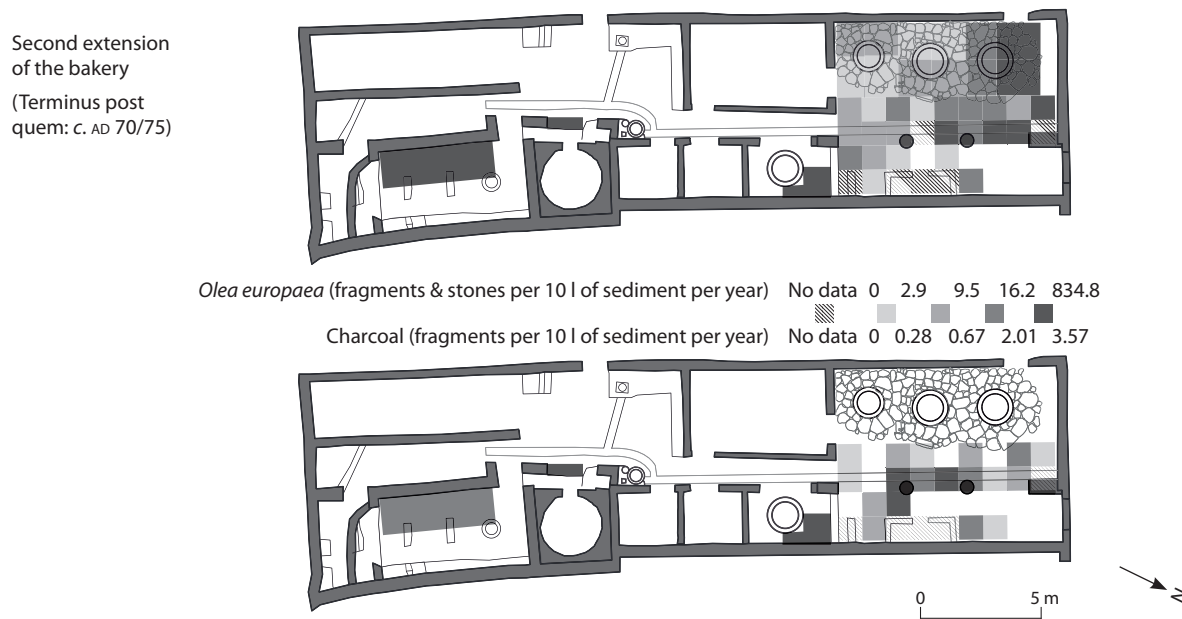 Second extension
of the bakery
(Terminus post
quem: c. AD 70/75)
Olea europaea (fragments & stones per 10 l of sediment per year) No data 0 2.9 9.5 16.2 834.8
Charcoal (fragments per 10 l of sediment per year) No data 0 0.28 0.67 2.01 3.57
N
0 5 m